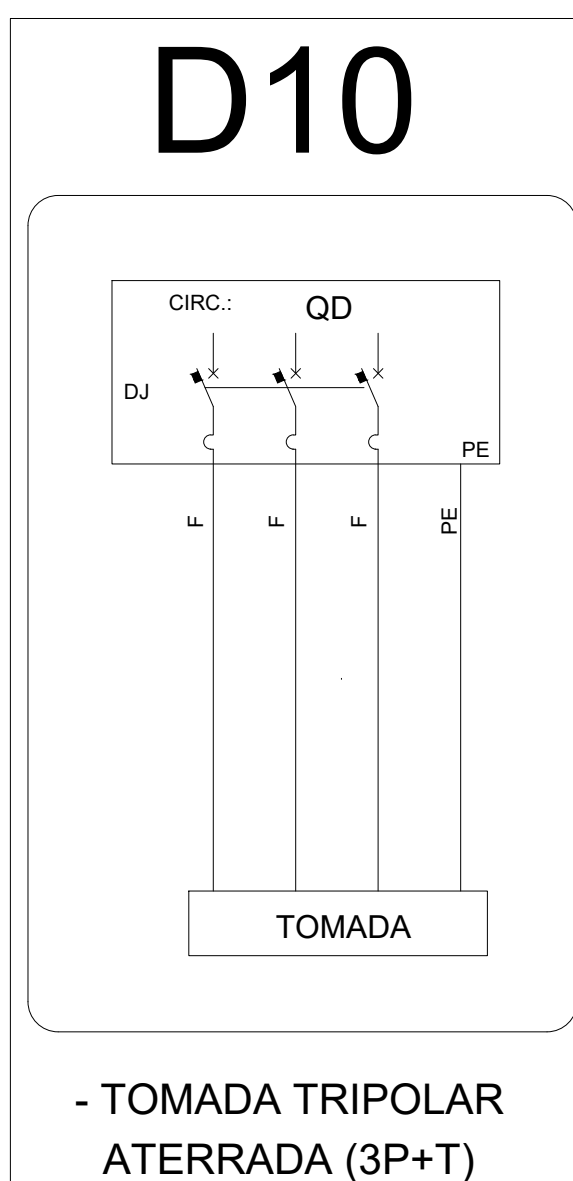 D10
CIRC.: QD
DJ
PE
F F F PE
TOMADA
- TOMADA TRIPOLAR
ATERRADA (3P+T)